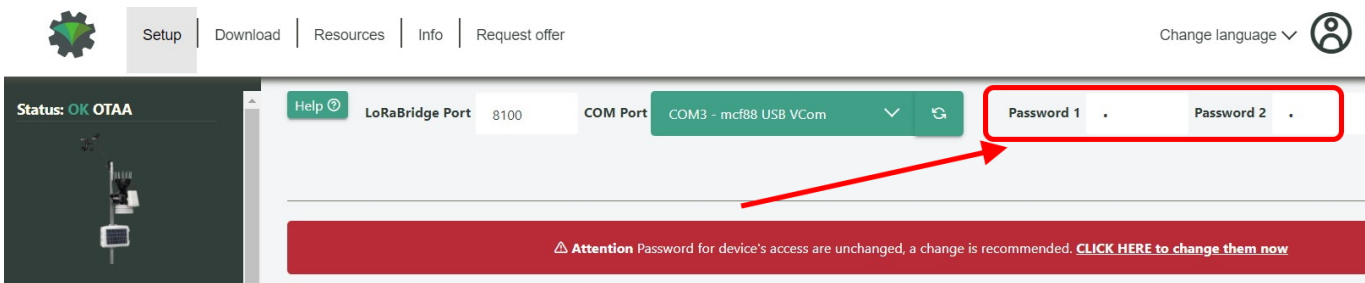 Setup Download Resources Info Request offer Change language
Status: OK OTAA
Help LoRaBridge Port 8100 COM Port COM3 - mcf88 USB VCom Password 1 . Password 2 .
Attention Password for device's access are unchanged, a change is recommended. CLICK HERE to change them now